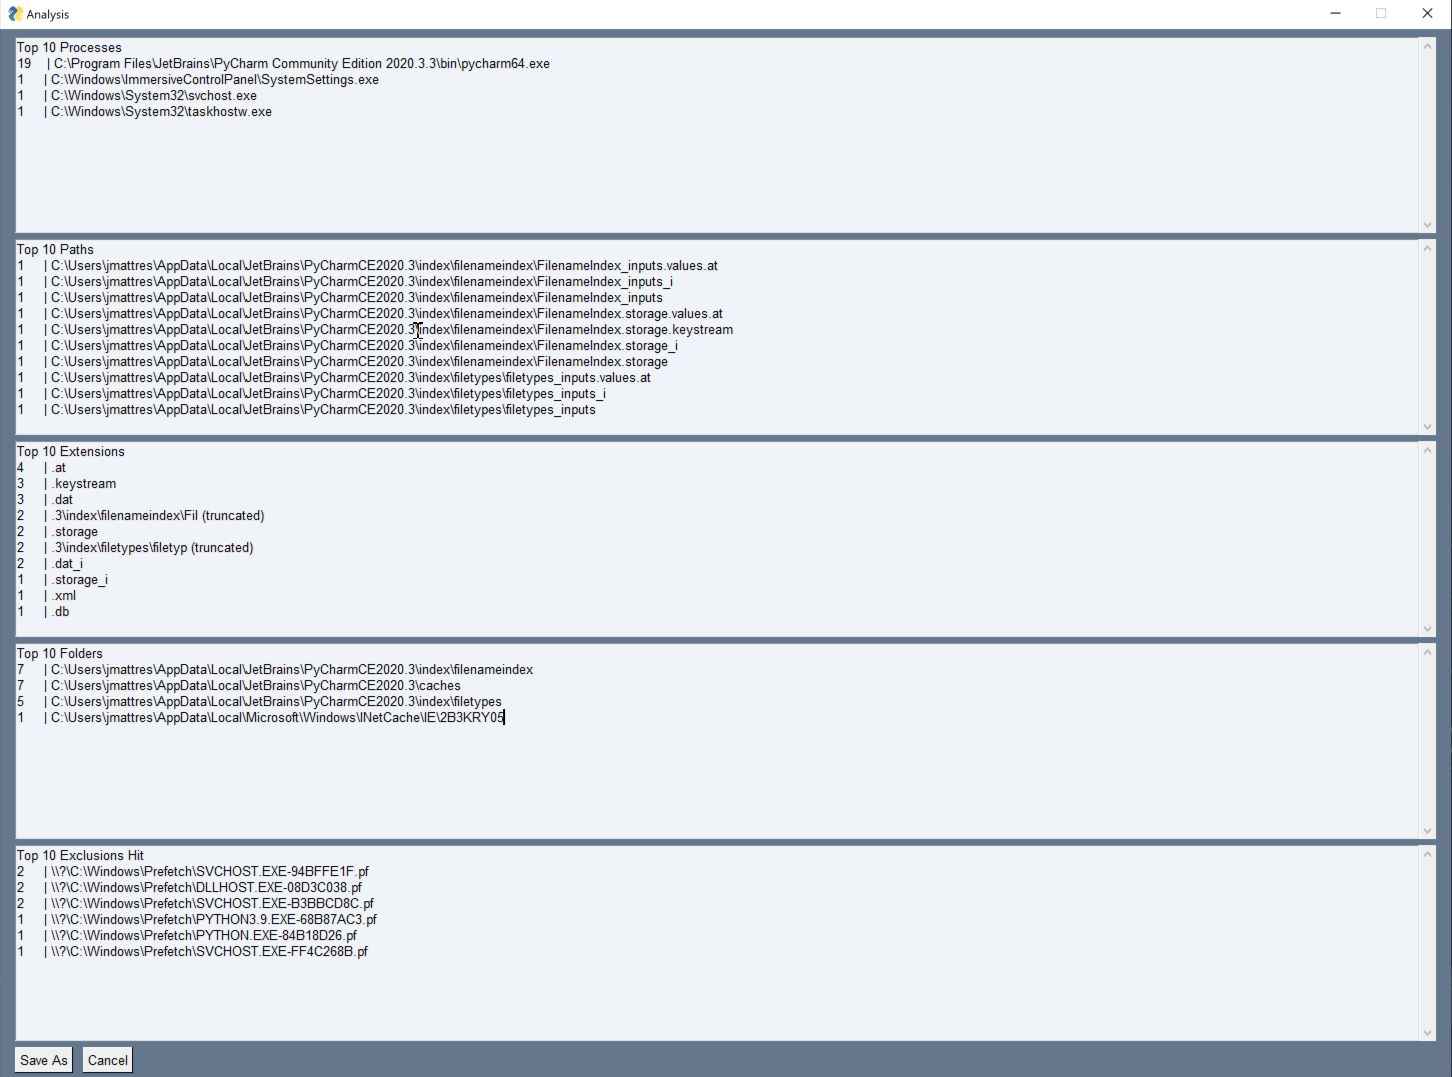 Analysis
Top 10 Processes
19 | C:\Program Files\JetBrains\PyCharm Community Edition 2020.3.3\bin\pycharm64.exe
1 | C:\Windows\ImmersiveControlPanel\SystemSettings.exe
1 | C:\Windows\System32\svchost.exe
1 | C:\Windows\System32\taskhostw.exe
Top 10 Paths
1 | C:\Users\jmattres\AppData\Local\JetBrains\PyCharmCE2020.3\index\filenameindex\FilenameIndex_inputs.values.at
1 | C:\Users\jmattres\AppData\Local\JetBrains\PyCharmCE2020.3\index\filenameindex\FilenameIndex_inputs_i
1 | C:\Users\jmattres\AppData\Local\JetBrains\PyCharmCE2020.3\index\filenameindex\FilenameIndex_inputs
1 | C:\Users\jmattres\AppData\Local\JetBrains\PyCharmCE2020.3\index\filenameindex\FilenameIndex.storage.values.at
1 | C:\Users\jmattres\AppData\Local\JetBrains\PyCharmCE2020.3\index\filenameindex\FilenameIndex.storage.keystream
1 | C:\Users\jmattres\AppData\Local\JetBrains\PyCharmCE2020.3\index\filenameindex\FilenameIndex.storage_i
1 | C:\Users\jmattres\AppData\Local\JetBrains\PyCharmCE2020.3\index\filenameindex\FilenameIndex.storage
1 | C:\Users\jmattres\AppData\Local\JetBrains\PyCharmCE2020.3\index\filetypes\filetypes_inputs.values.at
1 | C:\Users\jmattres\AppData\Local\JetBrains\PyCharmCE2020.3\index\filetypes\filetypes_inputs_i
1 | C:\Users\jmattres\AppData\Local\JetBrains\PyCharmCE2020.3\index\filetypes\filetypes_inputs
Top 10 Extensions
4 | .at
3 | .keystream
3 | .dat
2 | .3\index\filenameindex\Fil (truncated)
2 | .storage
2 | .3\index\filetypes\filetyp (truncated)
2 | .dat_i
1 | .storage_i
1 | .xml
1 | .db
Top 10 Folders
7 | C:\Users\jmattres\AppData\Local\JetBrains\PyCharmCE2020.3\index\filenameindex
7 | C:\Users\jmattres\AppData\Local\JetBrains\PyCharmCE2020.3\caches
5 | C:\Users\jmattres\AppData\Local\JetBrains\PyCharmCE2020.3\index\filetypes
1 | C:\Users\jmattres\AppData\Local\Microsoft\Windows\INetCache\IE\2B3KRY05
Top 10 Exclusions Hit
2 | \\?\C:\Windows\Prefetch\SVCHOST.EXE-94BFFE1F.pf
2 | \\?\C:\Windows\Prefetch\DLLHOST.EXE-08D3C038.pf
2 | \\?\C:\Windows\Prefetch\SVCHOST.EXE-B3BBCD8C.pf
1 | \\?\C:\Windows\Prefetch\PYTHON3.9.EXE-68B87AC3.pf
1 | \\?\C:\Windows\Prefetch\PYTHON.EXE-84B18D26.pf
1 | \\?\C:\Windows\Prefetch\SVCHOST.EXE-FF4C268B.pf
Save As Cancel